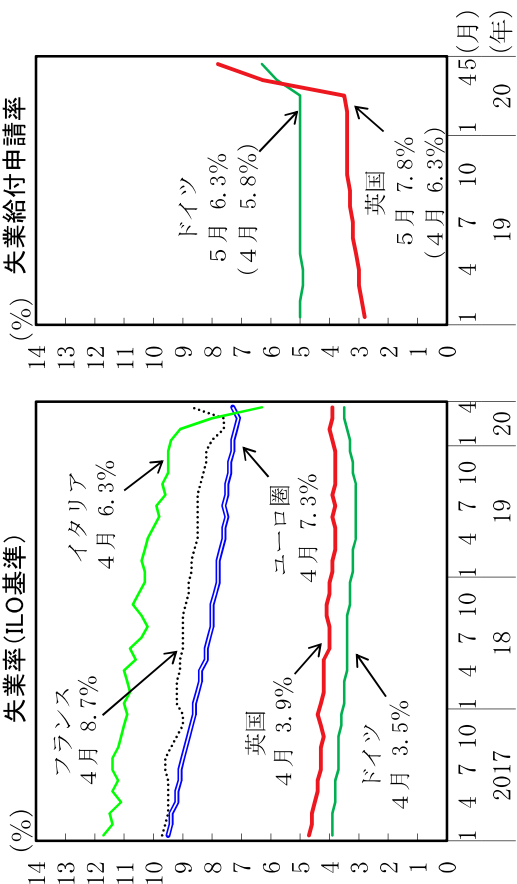 失業率(ILO基準)
(%)
14
13
12
11
10
9
8
7
6
5
4
3
2
1
0
フランス
4月 8.7%
イタリア
4月 6.3%
英国
4月 3.9%
ユーロ圏
4月 7.3%
ドイツ
4月 3.5%
1 4 7 10 1 4 7 10 1 4 7 10 1 4
2017 18 19 20
失業給付申請率
(%)
14
13
12
11
10
9
8
7
6
5
4
3
2
1
0
ドイツ
5月 6.3%
(4月 5.8%)
英国
5月 7.8%
(4月 6.3%)
1 4 7 10 1 4 5 (月)
19 20 (年)